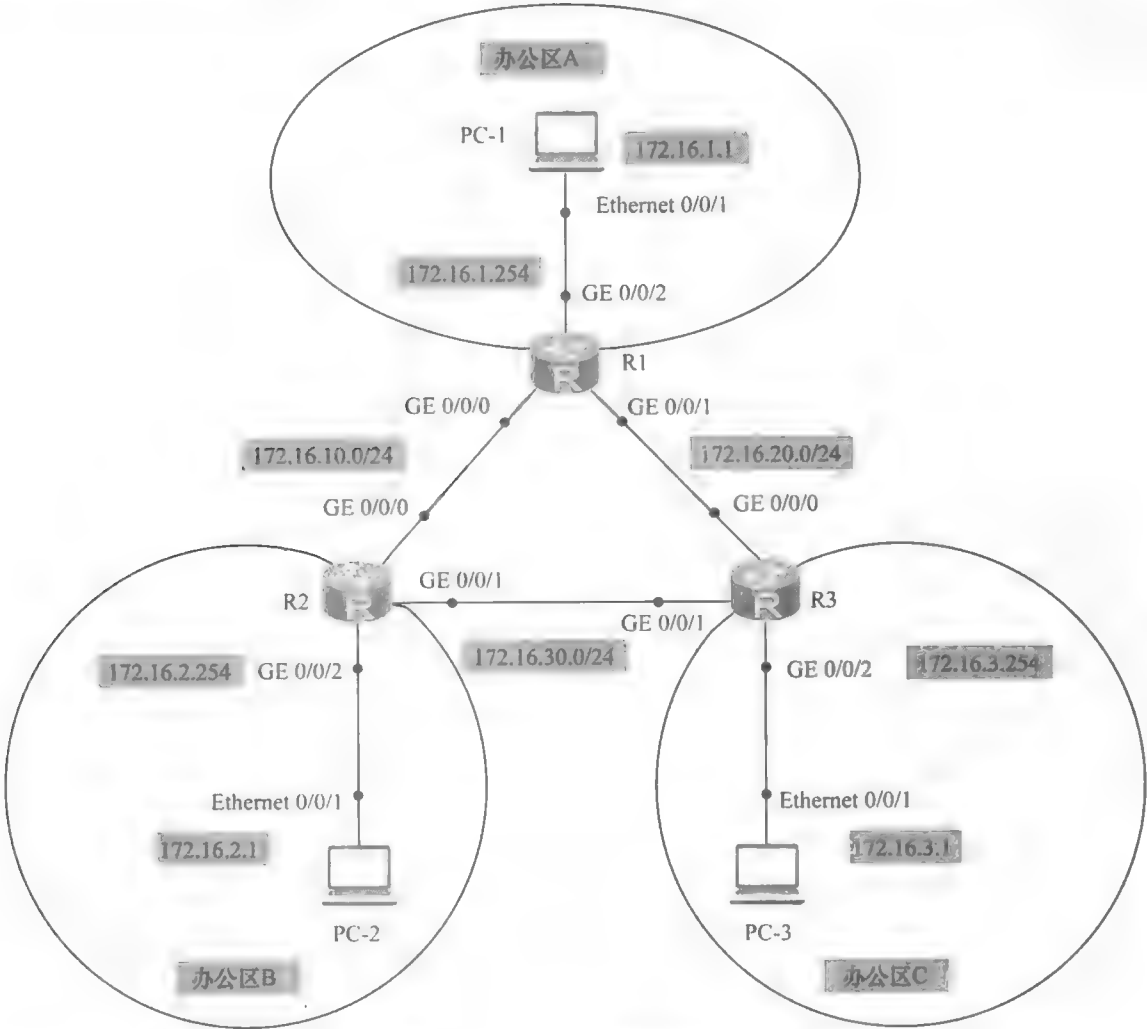 办公区A
PC-1
172.16.1.1
Ethernet 0/0/1
172.16.1.254
GE 0/0/2
R
R1
GE 0/0/0
GE 0/0/1
172.16.10.0/24
172.16.20.0/24
GE 0/0/0
GE 0/0/0
R2
R
GE 0/0/1
GE 0/0/1
R
R3
172.16.30.0/24
172.16.2.254
GE 0/0/2
GE 0/0/2
172.16.3.254
Ethernet 0/0/1
Ethernet 0/0/1
172.16.2.1
172.16.3.1
PC-2
PC-3
办公区B
办公区C